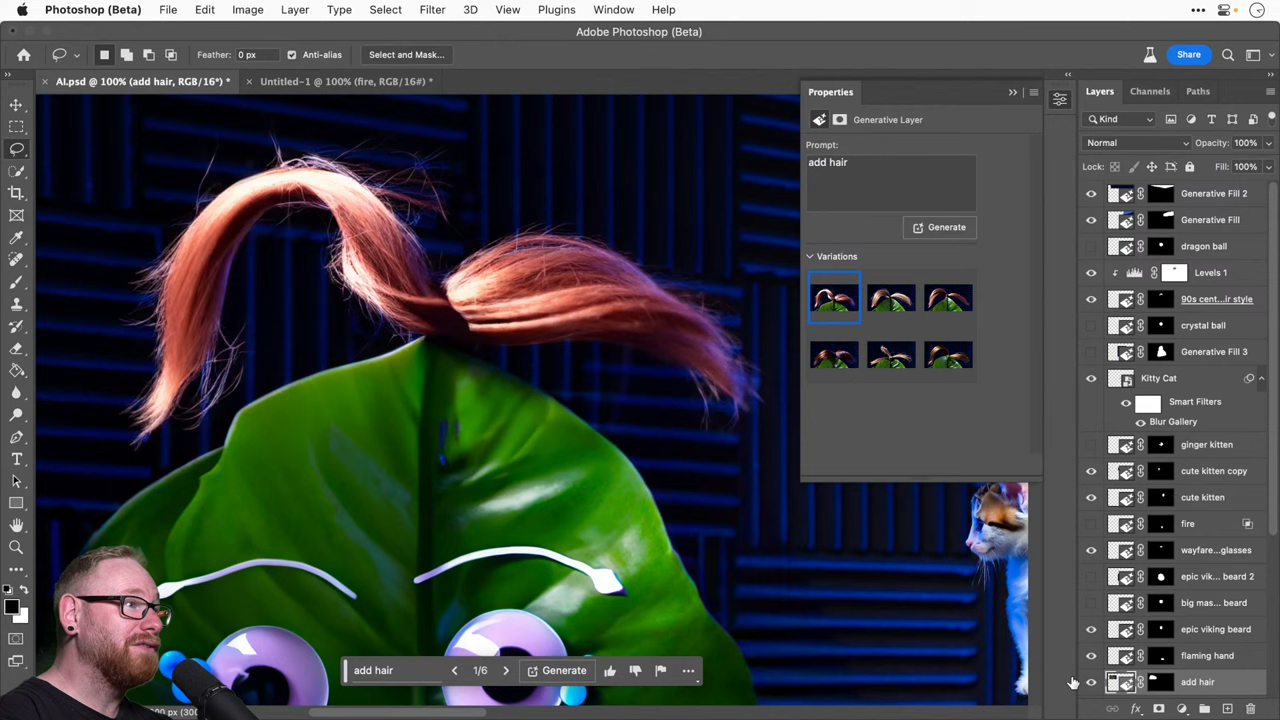 Photoshop (Beta) File Edit Image Layer Type Select Filter 3D View Plugins Window Help
Adobe Photoshop (Beta)
Feather: 0 px Anti-alias Select and Mask... Share
AI.psd @ 100% (add hair, RGB/16*) * Untitled-1 @ 100% (fire, RGB/16#) *
Properties
Generative Layer
Prompt:
add hair
Generate
Variations
Layers Channels Paths
Kind
Normal Opacity: 100%
Lock: Fill: 100%
Generative Fill 2
Generative Fill
dragon ball
Levels 1
90s cent...ir style
crystal ball
Generative Fill 3
Kitty Cat
Smart Filters
Blur Gallery
ginger kitten
cute kitten copy
cute kitten
fire
wayfare...glasses
epic vik... beard 2
big mas... beard
epic viking beard
flaming hand
add hair
add hair 1/6 Generate
fx